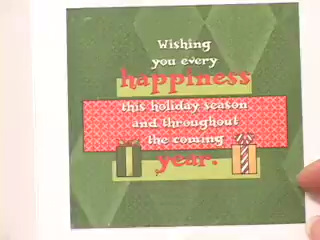 Wishing
you every
happiness
this holiday season
and throughout
the coming
year.